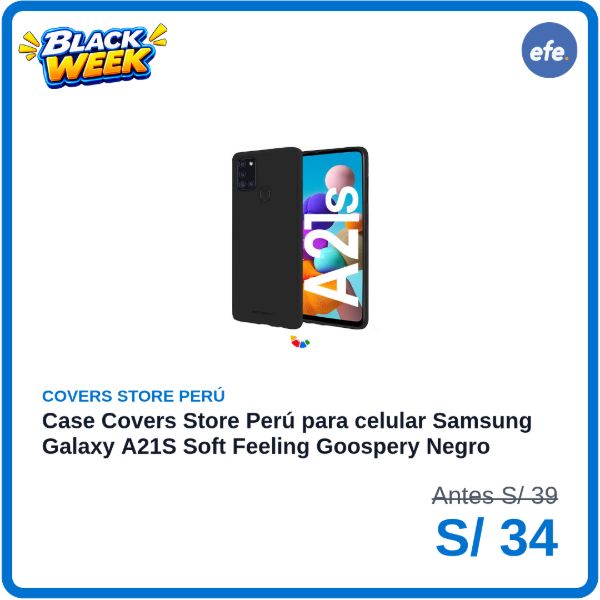 BLACK
WEEK
efe.
A21s
COVERS STORE PERÚ
Case Covers Store Perú para celular Samsung
Galaxy A21S Soft Feeling Goospery Negro
Antes S/ 39
S/ 34